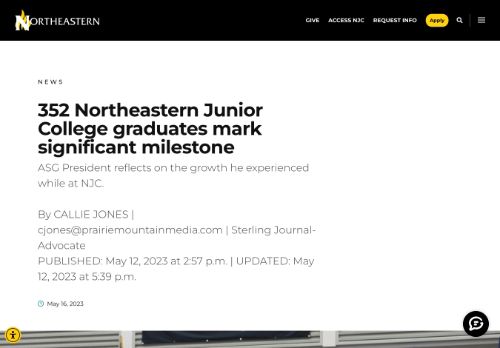 NORTHEASTERN
GIVE ACCESS NJC REQUEST INFO Apply
NEWS
352 Northeastern Junior
College graduates mark
significant milestone
ASG President reflects on the growth he experienced
while at NJC.
By CALLIE JONES |
cjones@prairiemountainmedia.com | Sterling Journal-
Advocate
PUBLISHED: May 12, 2023 at 2:57 p.m. | UPDATED: May
12, 2023 at 5:39 p.m.
May 16, 2023